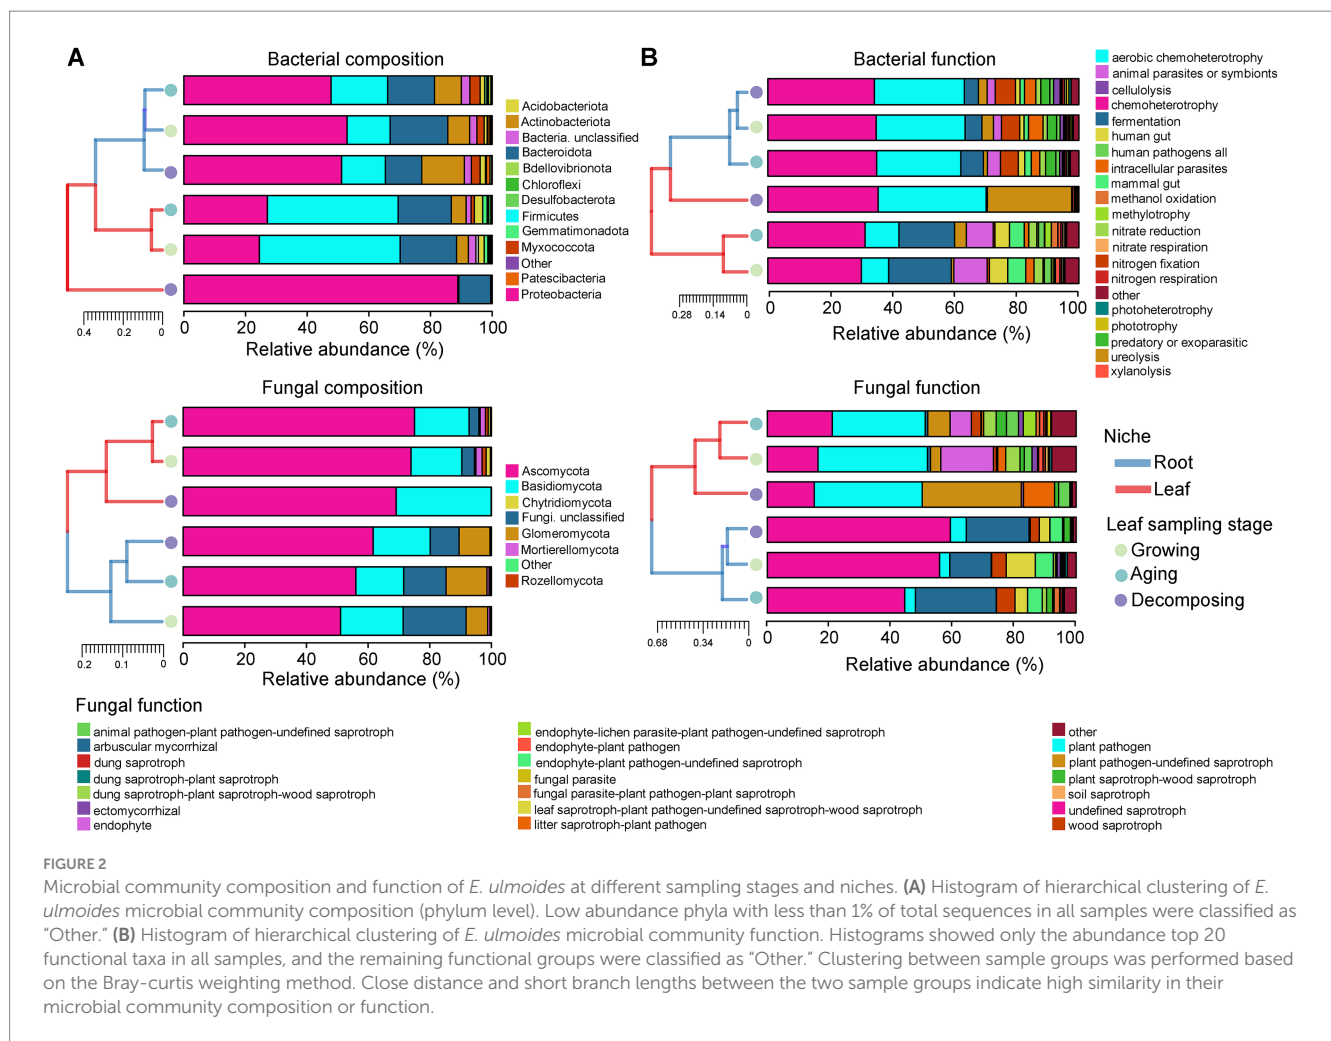 A
Bacterial composition
Acidobacteriota
Actinobacteriota
Bacteria. unclassified
Bacteroidota
Bdellovibrionota
Chloroflexi
Desulfobacterota
Firmicutes
Gemmatimonadota
Myxococcota
Other
Patescibacteria
Proteobacteria
0.4 0.2 0
0 20 40 60 80 100
Relative abundance (%)
B
Bacterial function
aerobic chemoheterotrophy
animal parasites or symbionts
cellulolysis
chemoheterotrophy
fermentation
human gut
human pathogens all
intracellular parasites
mammal gut
methanol oxidation
methylotrophy
nitrate reduction
nitrate respiration
nitrogen fixation
nitrogen respiration
other
photoheterotrophy
phototrophy
predatory or exoparasitic
ureolysis
xylanolysis
0.28 0.14 0
0 20 40 60 80 100
Relative abundance (%)
Fungal composition
Ascomycota
Basidiomycota
Chytridiomycota
Fungi. unclassified
Glomeromycota
Mortierellomycota
Other
Rozellomycota
0.2 0.1 0
0 20 40 60 80 100
Relative abundance (%)
Fungal function
0.68 0.34 0
0 20 40 60 80 100
Relative abundance (%)
Niche
Root
Leaf
Leaf sampling stage
Growing
Aging
Decomposing
Fungal function
animal pathogen-plant pathogen-undefined saprotroph
arbuscular mycorrhizal
dung saprotroph
dung saprotroph-plant saprotroph
dung saprotroph-plant saprotroph-wood saprotroph
ectomycorrhizal
endophyte
endophyte-lichen parasite-plant pathogen-undefined saprotroph
endophyte-plant pathogen
endophyte-plant pathogen-undefined saprotroph
fungal parasite
fungal parasite-plant pathogen-plant saprotroph
leaf saprotroph-plant pathogen-undefined saprotroph-wood saprotroph
litter saprotroph-plant pathogen
other
plant pathogen
plant pathogen-undefined saprotroph
plant saprotroph-wood saprotroph
soil saprotroph
undefined saprotroph
wood saprotroph
FIGURE 2
Microbial community composition and function of E. ulmoides at different sampling stages and niches. (A) Histogram of hierarchical clustering of E.
ulmoides microbial community composition (phylum level). Low abundance phyla with less than 1% of total sequences in all samples were classified as
“Other.” (B) Histogram of hierarchical clustering of E. ulmoides microbial community function. Histograms showed only the abundance top 20
functional taxa in all samples, and the remaining functional groups were classified as “Other.” Clustering between sample groups was performed based
on the Bray-curtis weighting method. Close distance and short branch lengths between the two sample groups indicate high similarity in their
microbial community composition or function.